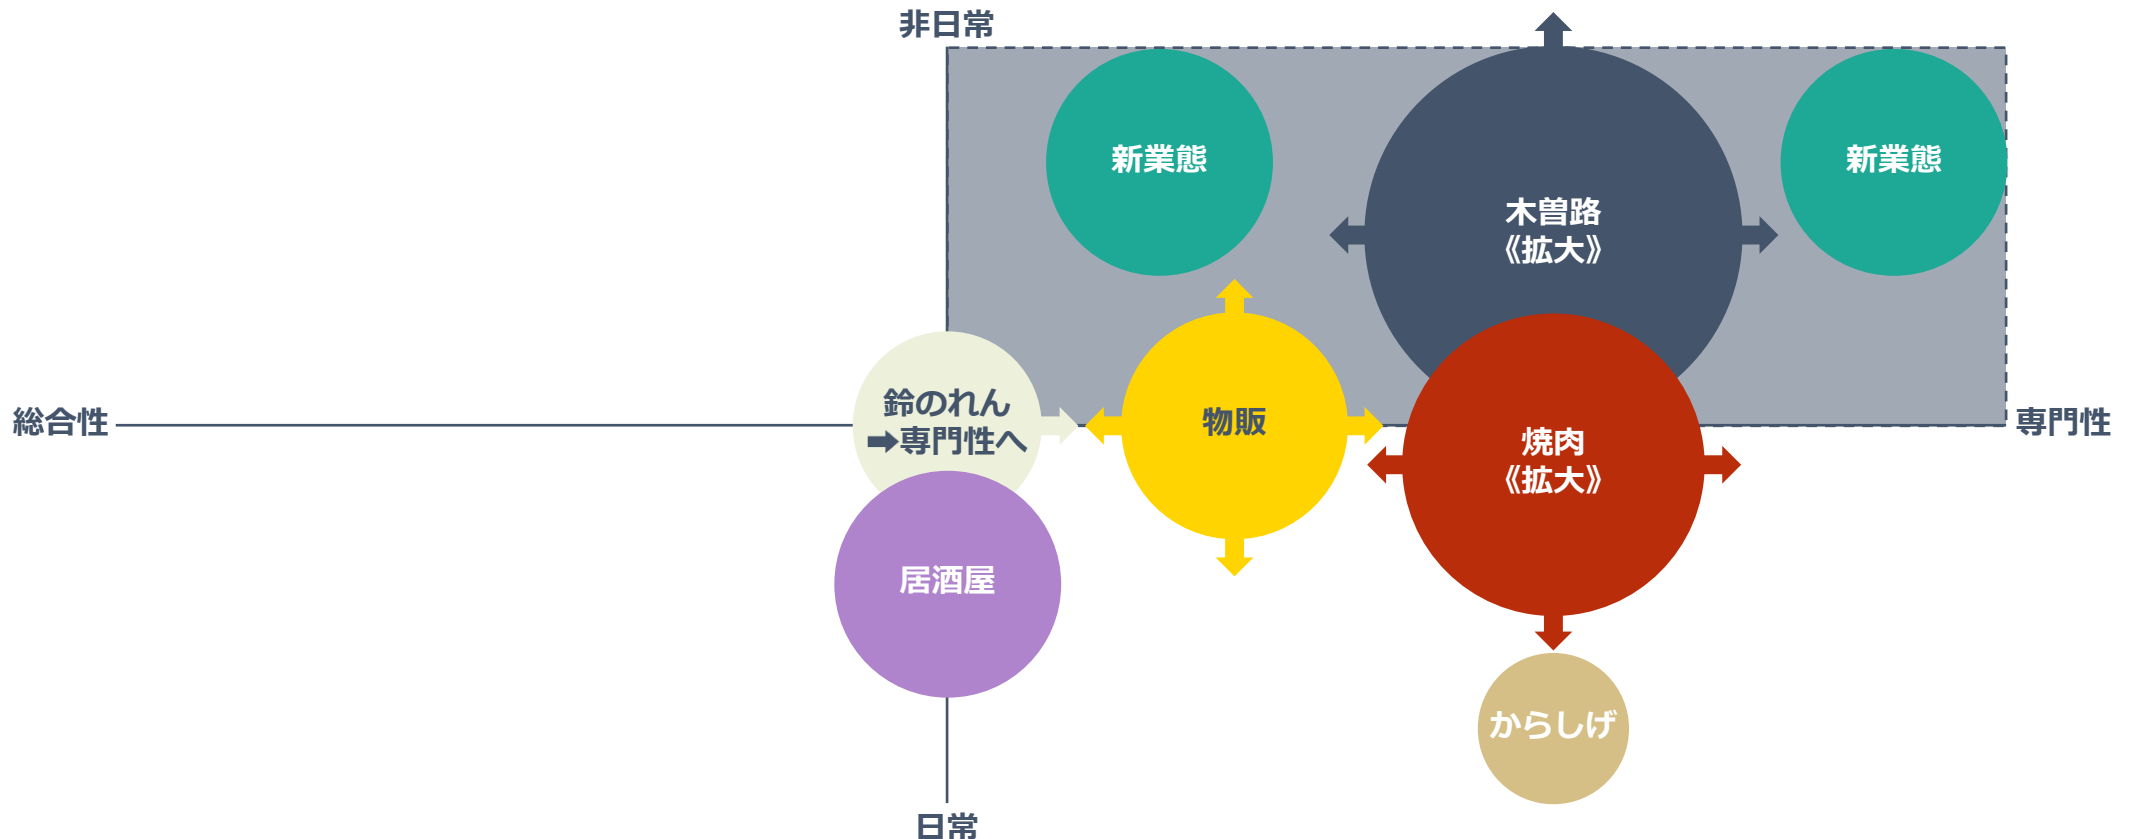 非日常
新業態
新業態
木曽路
《拡大》
鈴のれん
➡専門性へ
物販
総合性
専門性
焼肉
《拡大》
居酒屋
からしげ
日常